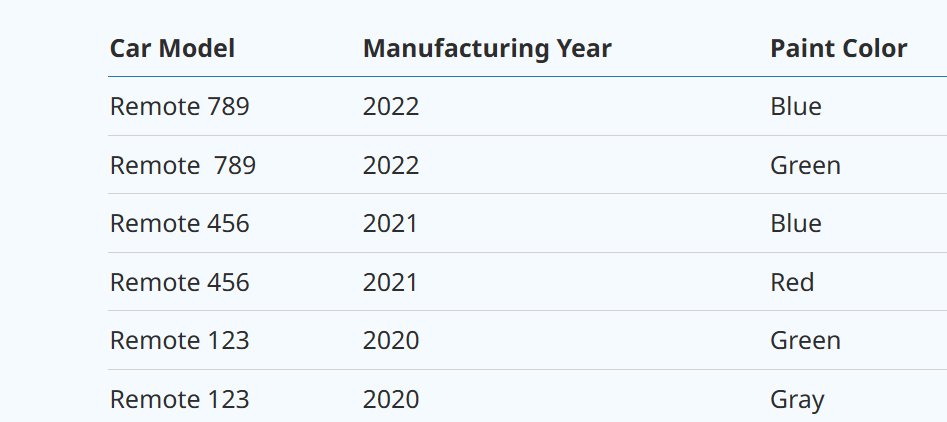 Car Model Manufacturing Year Paint Color
Remote 789 2022 Blue
Remote  789 2022 Green
Remote 456 2021 Blue
Remote 456 2021 Red
Remote 123 2020 Green
Remote 123 2020 Gray